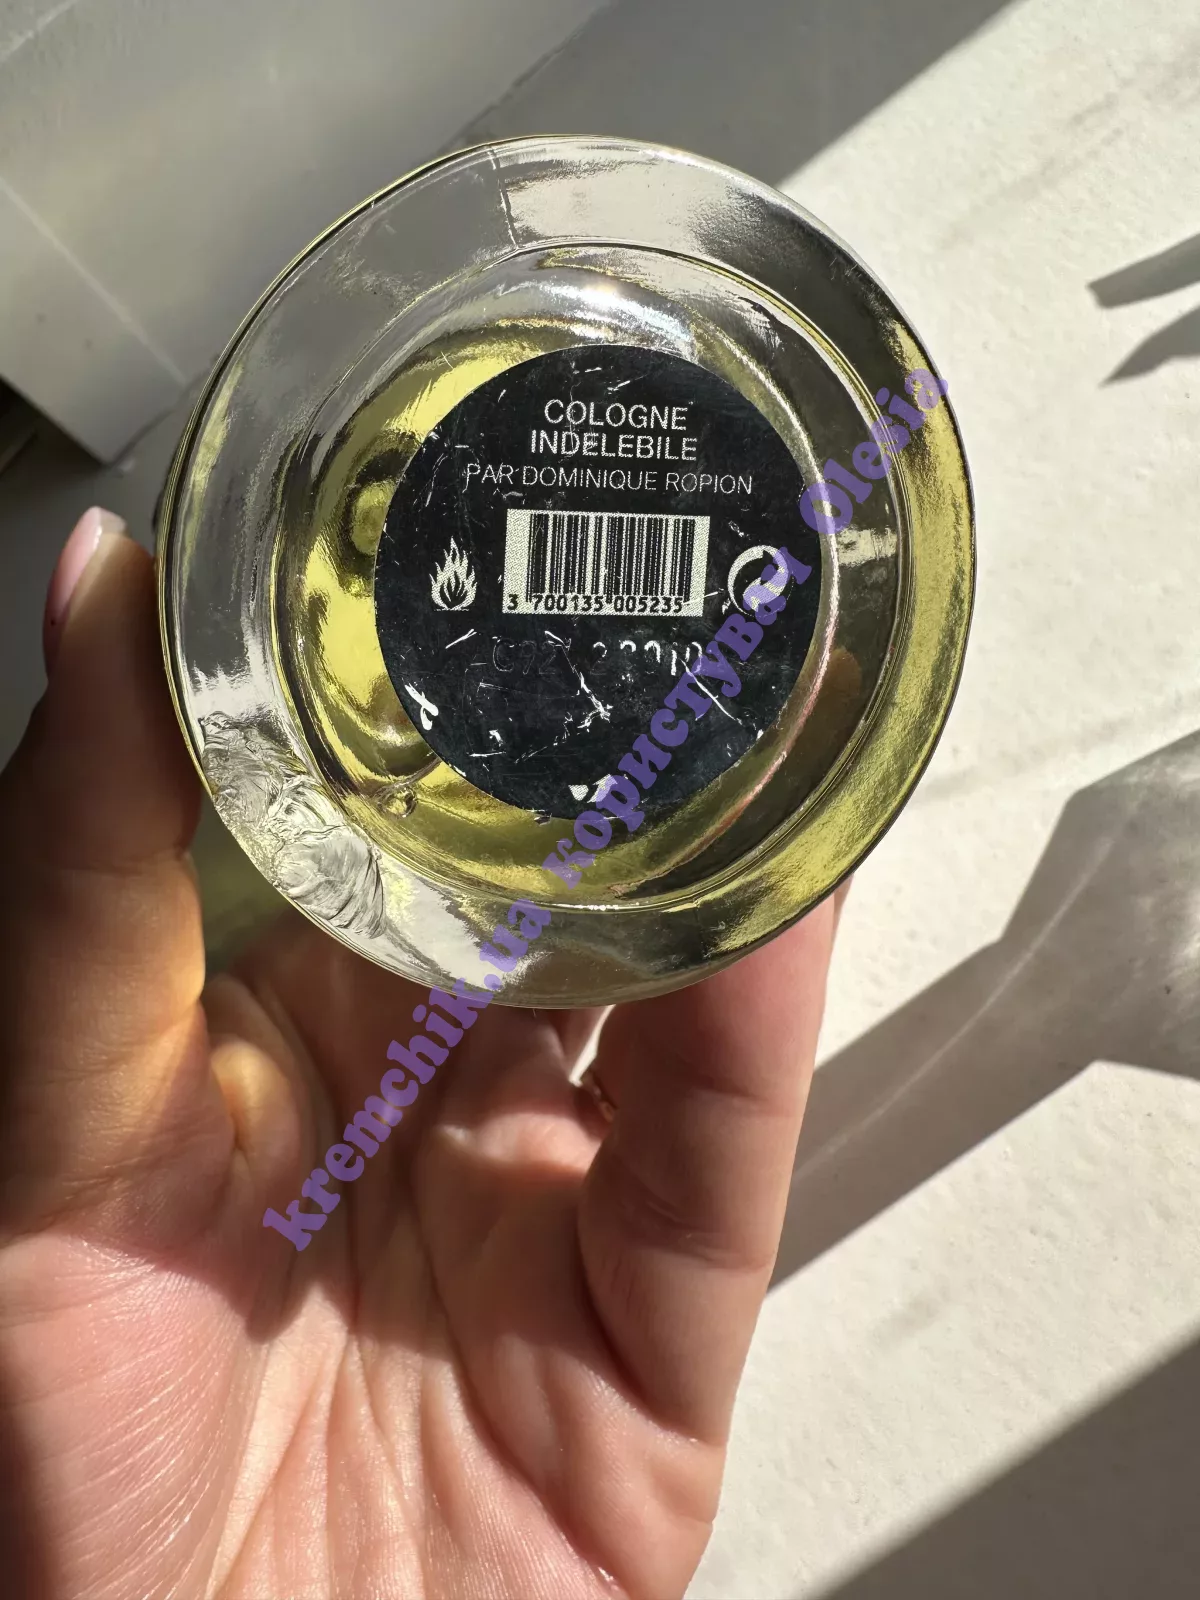 COLOGNE
INDELEBILE
PAR DOMINIQUE ROPION
3 700135 005235
kremchik.ua користувач Olesia